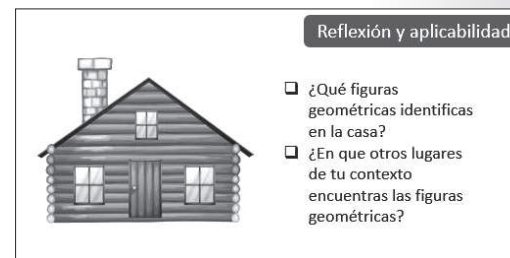 Reflexión y aplicabilidad
❑ ¿Qué figuras
geométricas identificas
en la casa?
❑ ¿En que otros lugares
de tu contexto
encuentras las figuras
geométricas?